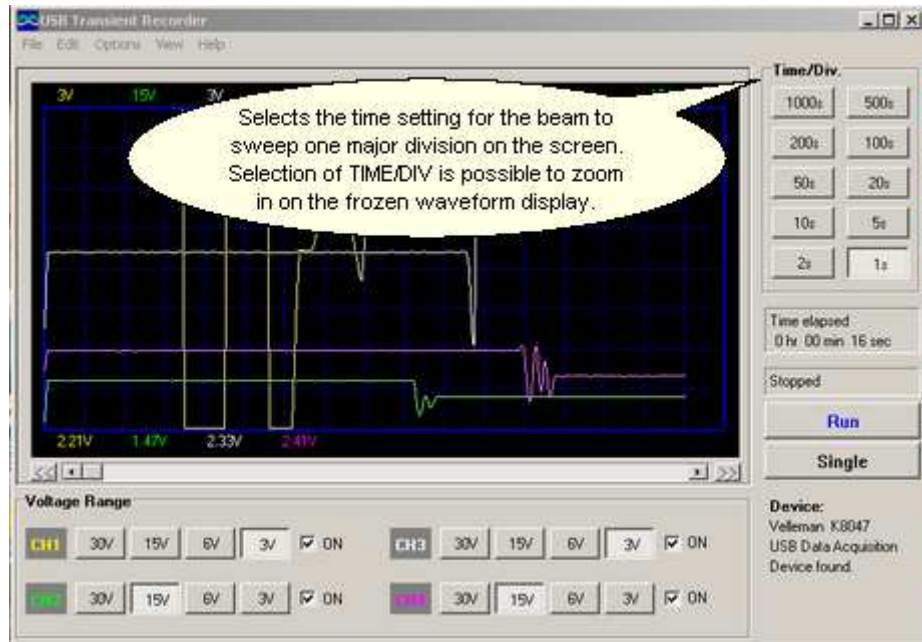 USB Transient Recorder
File Edit Options View Help
3V 15V 3V
Selects the time setting for the beam to
sweep one major division on the screen.
Selection of TIME/DIV is possible to zoom
in on the frozen waveform display.
2.21V 1.47V 2.33V 2.41V
Time/Div.
1000s 500s
200s 100s
50s 20s
10s 5s
2s 1s
Time elapsed
0 hr 00 min 16 sec
Stopped
Run
Single
Voltage Range
CH1 30V 15V 6V 3V ON
CH3 30V 15V 6V 3V ON
CH2 30V 15V 6V 3V ON
CH4 30V 15V 6V 3V ON
Device:
Velleman K8047
USB Data Acquisition
Device found.